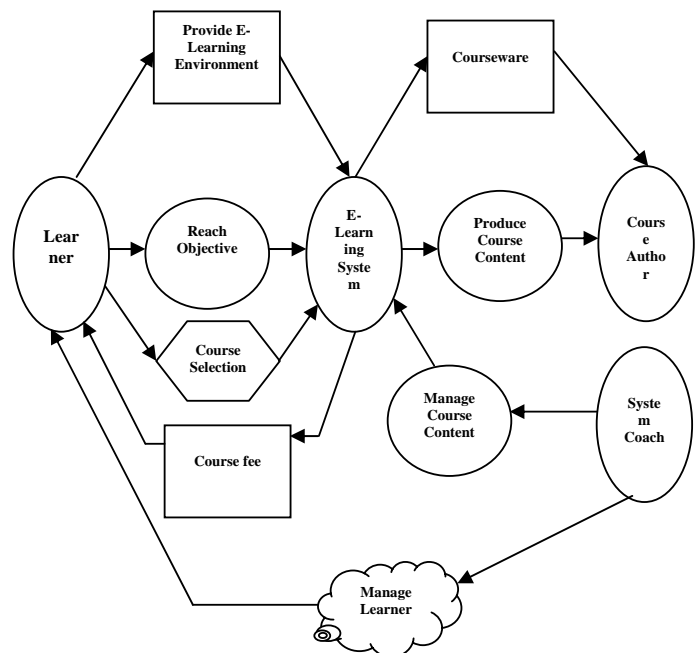 Provide E-
Learning
Environment
Courseware
Lear
ner
Reach
Objective
E-
Learn
ing
Syste
m
Produce
Course
Content
Cours
e
Autho
r
Course
Selection
Manage
Course
Content
Syste
m
Coach
Course fee
Manage
Learner